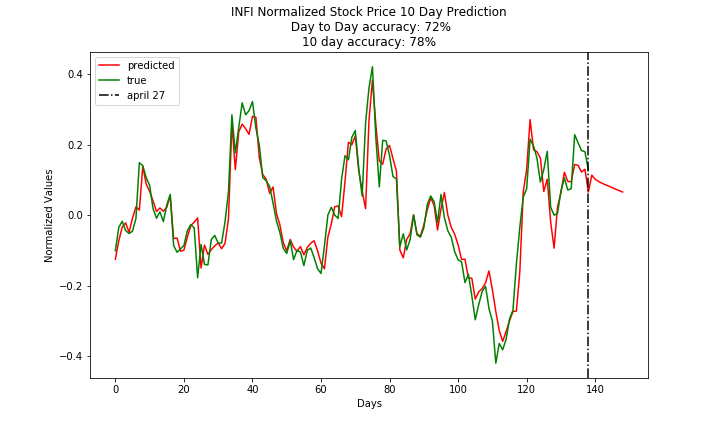 INFI Normalized Stock Price 10 Day Prediction
Day to Day accuracy: 72%
10 day accuracy: 78%
predicted
true
april 27
Normalized Values
0.4
0.2
0.0
−0.2
−0.4
0
20
40
60
80
100
120
140
Days